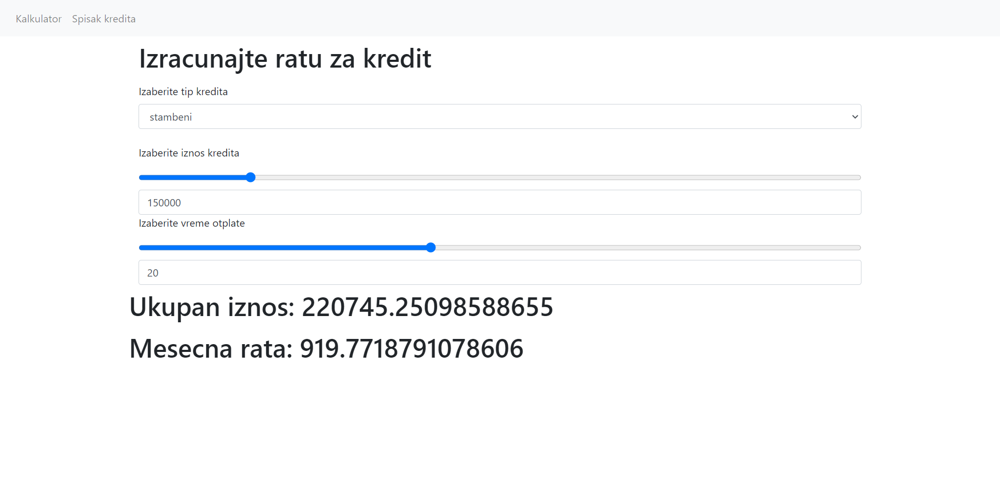 Kalkulator Spisak kredita
Izracunajte ratu za kredit
Izaberite tip kredita
stambeni
Izaberite iznos kredita
150000
Izaberite vreme otplate
20
Ukupan iznos: 220745.25098588655
Mesecna rata: 919.7718791078606